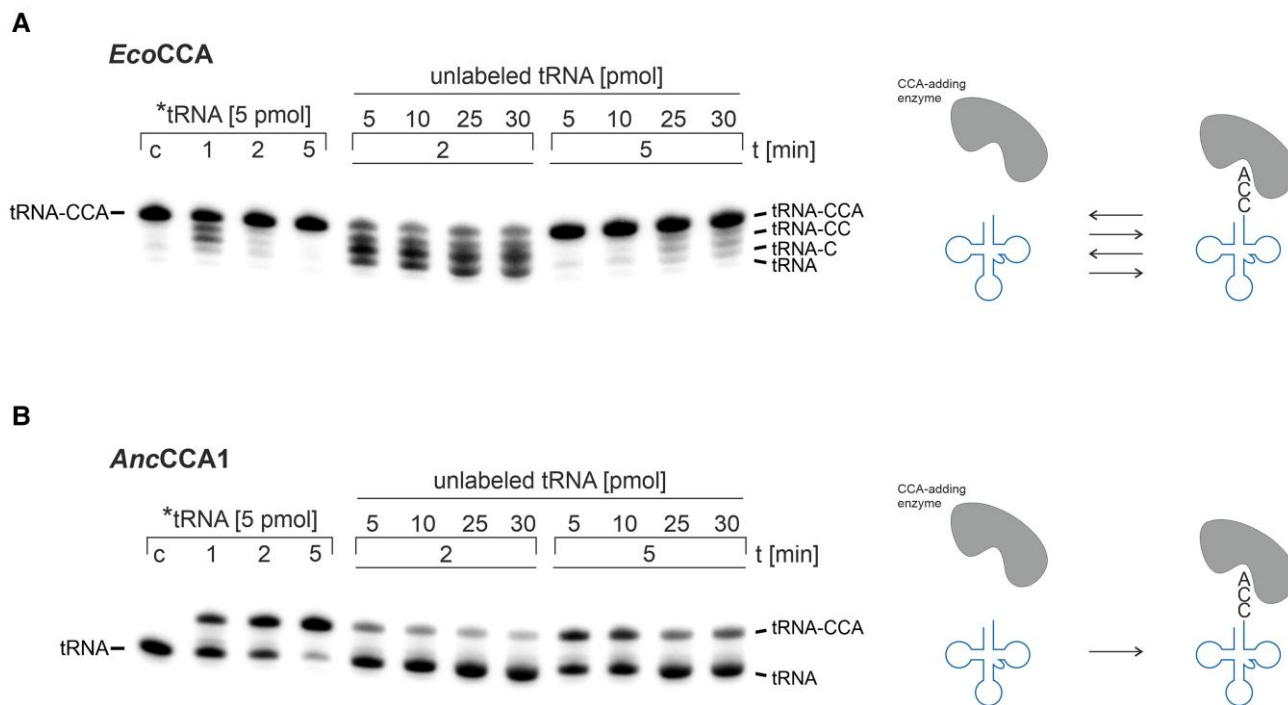 A
EcoCCA
unlabeled tRNA [pmol]
*tRNA [5 pmol]
5 10 25 30 5 10 25 30
c 1 2 5 2 5 t [min]
tRNA-CCA
tRNA-CCA
tRNA-CC
tRNA-C
tRNA
CCA-adding
enzyme
A
C
C
B
AncCCA1
unlabeled tRNA [pmol]
*tRNA [5 pmol]
5 10 25 30 5 10 25 30
c 1 2 5 2 5 t [min]
tRNA
tRNA-CCA
tRNA
CCA-adding
enzyme
A
C
C